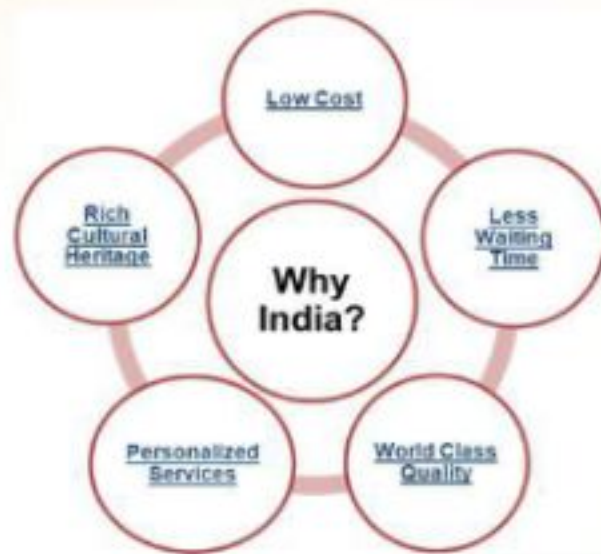 Low Cost
Less
Waiting
Time
World Class
Quality
Personalized
Services
Rich
Cultural
Heritage
Why
India?